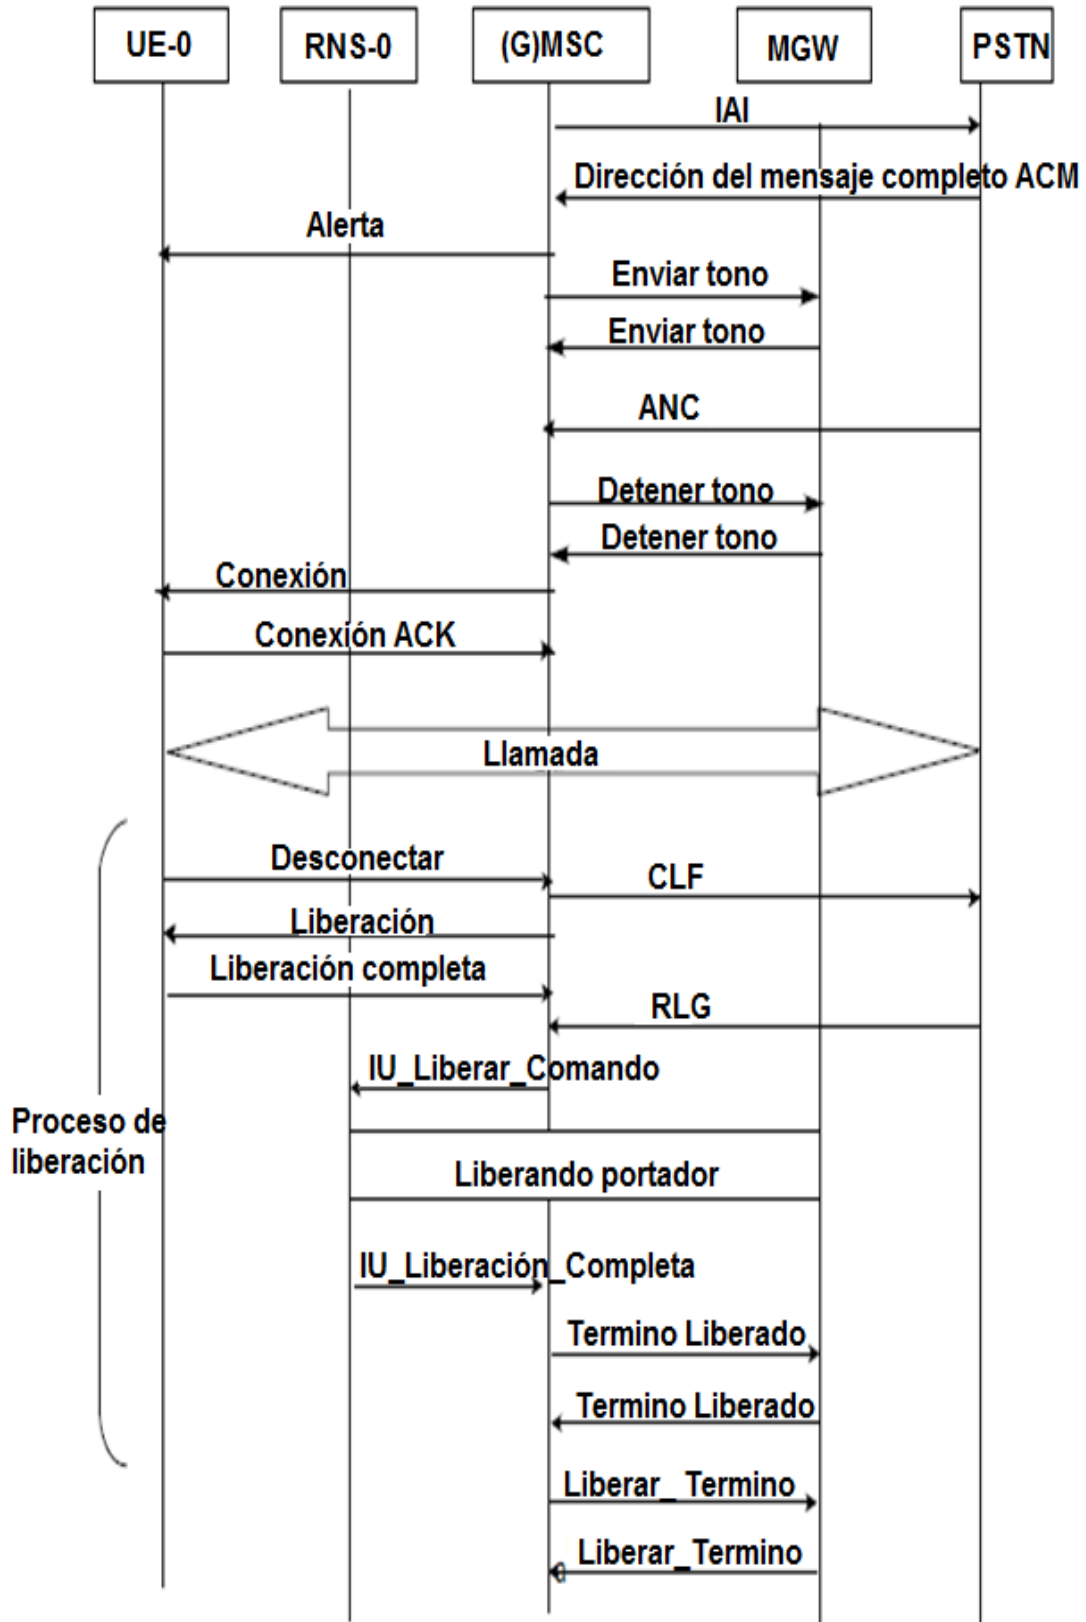 UE-0
RNS-0
(G)MSC
MGW
PSTN
IAI
Dirección del mensaje completo ACM
Alerta
Enviar tono
Enviar tono
ANC
Detener tono
Detener tono
Conexión
Conexión ACK
Llamada
Desconectar
CLF
Liberación
Liberación completa
RLG
IU_Liberar_Comando
Proceso de
liberación
Liberando portador
IU_Liberación_Completa
Termino Liberado
Termino Liberado
Liberar_ Termino
Liberar_Termino